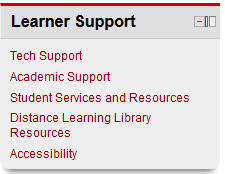 Learner Support
Tech Support
Academic Support
Student Services and Resources
Distance Learning Library
Resources
Accessibility